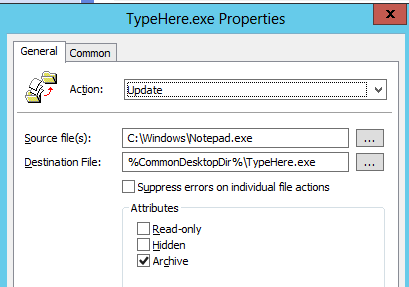 TypeHere.exe Properties
x
General Common
Action: Update
Source file(s): C:\Windows\Notepad.exe ...
Destination File: %CommonDesktopDir%\TypeHere.exe ...
Suppress errors on individual file actions
Attributes
Read-only
Hidden
Archive